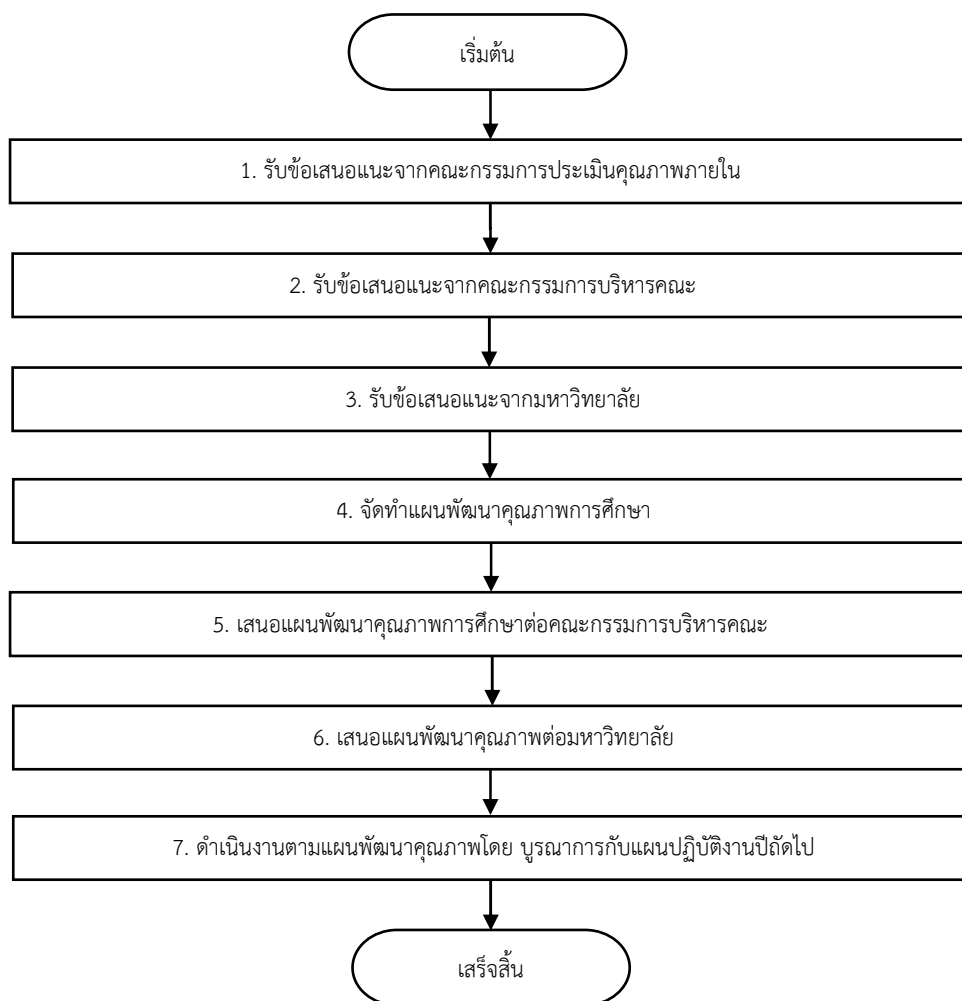 เริ่มต้น
1. รับข้อเสนอแนะจากคณะกรรมการประเมินคุณภาพภายใน
2. รับข้อเสนอแนะจากคณะกรรมการบริหารคณะ
3. รับข้อเสนอแนะจากมหาวิทยาลัย
4. จัดทำแผนพัฒนาคุณภาพการศึกษา
5. เสนอแผนพัฒนาคุณภาพการศึกษาต่อคณะกรรมการบริหารคณะ
6. เสนอแผนพัฒนาคุณภาพต่อมหาวิทยาลัย
7. ดำเนินงานตามแผนพัฒนาคุณภาพโดย บูรณาการกับแผนปฏิบัติงานปีถัดไป
เสร็จสิ้น